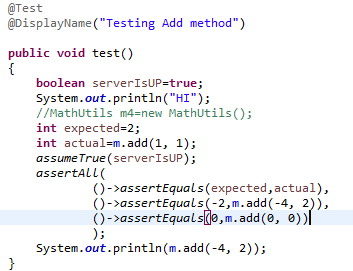 @Test
@DisplayName("Testing Add method")
public void test()
{
boolean serverIsUP=true;
System.out.println("HI");
//MathUtils m4=new MathUtils();
int expected=2;
int actual=m.add(1, 1);
assumeTrue(serverIsUP);
assertAll(
()->assertEquals(expected,actual),
()->assertEquals(-2,m.add(-4, 2)),
()->assertEquals(0,m.add(0, 0))
);
System.out.println(m.add(-4, 2));
}